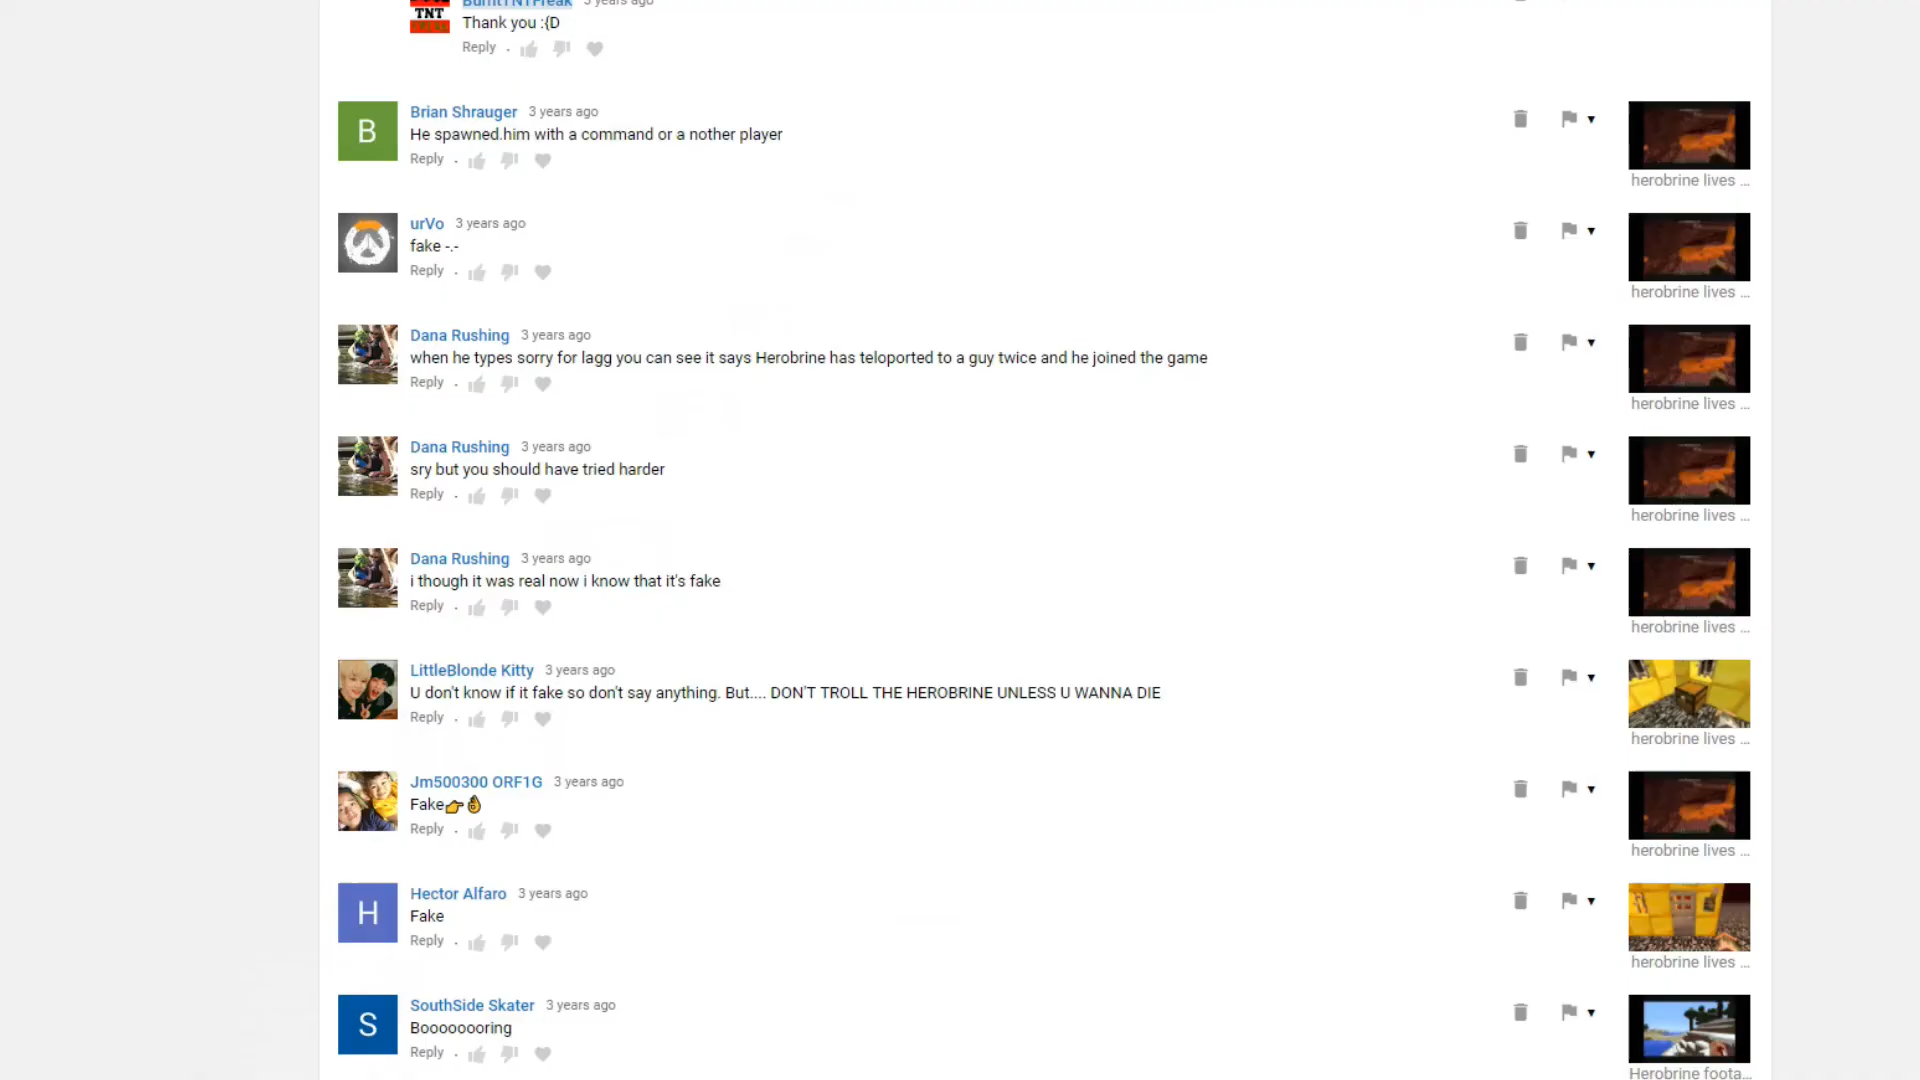 BurntTNTFreak 3 years ago
TNT
Thank you :{D
Reply .
B
Brian Shrauger 3 years ago
He spawned.him with a command or a nother player
Reply .
herobrine lives ...
urVo 3 years ago
fake -.-
Reply .
herobrine lives ...
Dana Rushing 3 years ago
when he types sorry for lagg you can see it says Herobrine has teloported to a guy twice and he joined the game
Reply .
herobrine lives ...
Dana Rushing 3 years ago
sry but you should have tried harder
Reply .
herobrine lives ...
Dana Rushing 3 years ago
i though it was real now i know that it's fake
Reply .
herobrine lives ...
LittleBlonde Kitty 3 years ago
U don't know if it fake so don't say anything. But.... DON'T TROLL THE HEROBRINE UNLESS U WANNA DIE
Reply .
herobrine lives ...
Jm500300 ORF1G 3 years ago
Fake👉👌
Reply .
herobrine lives ...
H
Hector Alfaro 3 years ago
Fake
Reply .
herobrine lives ...
S
SouthSide Skater 3 years ago
Boooooooring
Reply .
Herobrine foota...